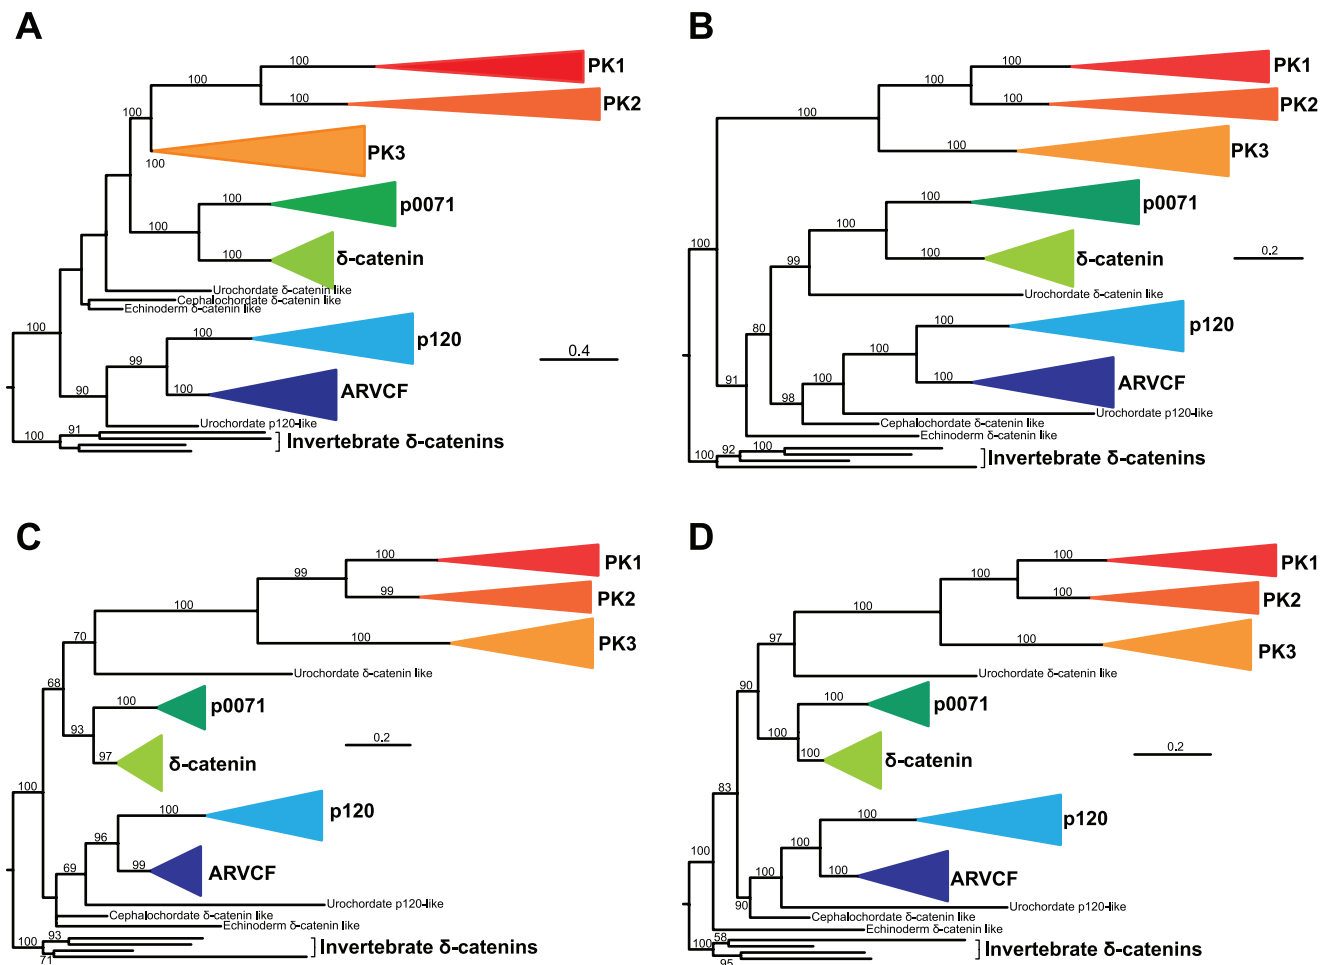 A
100
PK1
100
100
PK2
100
PK3
100
100
p0071
100
100
δ-catenin
Urochordate δ-catenin like
Cephalochordate δ-catenin like
Echinoderm δ-catenin like
100
100
p120
99
0.4
90
100
ARVCF
Urochordate p120-like
100
91
Invertebrate δ-catenins
B
100
PK1
100
100
PK2
100
100
PK3
100
p0071
100
100
99
100
δ-catenin
0.2
Urochordate δ-catenin like
80
100
p120
100
91
100
100
ARVCF
98
Urochordate p120-like
Cephalochordate δ-catenin like
Echinoderm δ-catenin like
100
92
100
Invertebrate δ-catenins
C
100
PK1
99
99
PK2
100
100
PK3
70
Urochordate δ-catenin like
68
100
p0071
93
0.2
97
δ-catenin
100
100
p120
96
69
99
ARVCF
Urochordate p120-like
Cephalochordate δ-catenin like
Echinoderm δ-catenin like
100
93
71
Invertebrate δ-catenins
D
100
PK1
100
100
PK2
100
100
PK3
97
Urochordate δ-catenin like
90
100
p0071
100
0.2
100
δ-catenin
83
100
p120
100
100
100
100
ARVCF
90
Urochordate p120-like
Cephalochordate δ-catenin like
Echinoderm δ-catenin like
100
58
95
Invertebrate δ-catenins